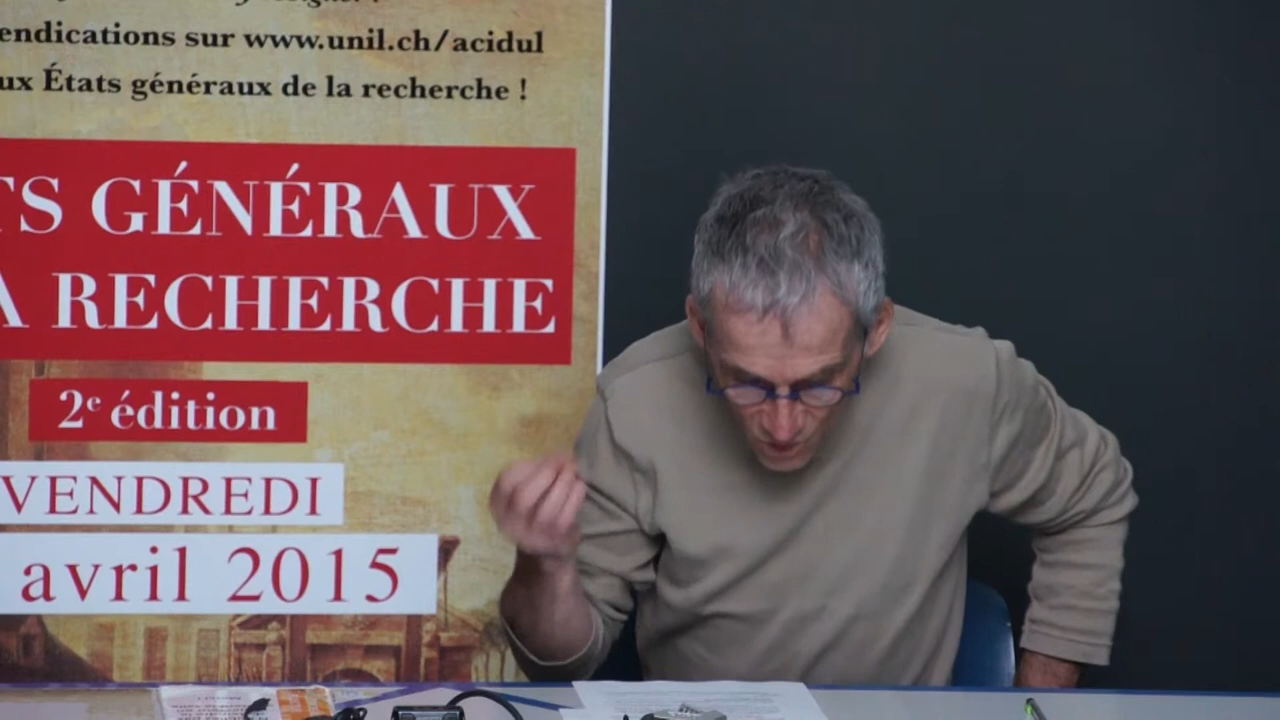 endications sur www.unil.ch/acidul
ux États généraux de la recherche !
TS GÉNÉRAUX
A RECHERCHE
2e édition
VENDREDI
avril 2015